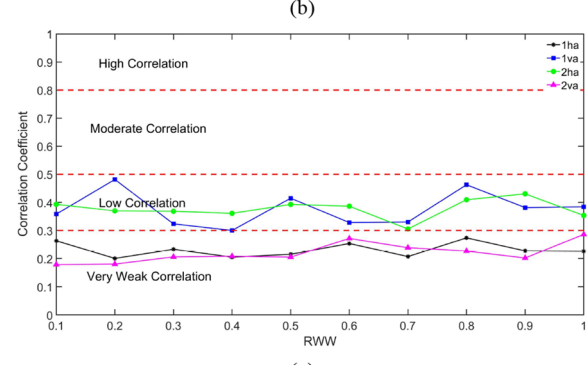 (b)
1
0.9
0.8
0.7
0.6
0.5
0.4
0.3
0.2
0.1
0
Correlation Coefficient
High Correlation
Moderate Correlation
Low Correlation
Very Weak Correlation
1ha
1va
2ha
2va
0.1 0.2 0.3 0.4 0.5 0.6 0.7 0.8 0.9 1
RWW